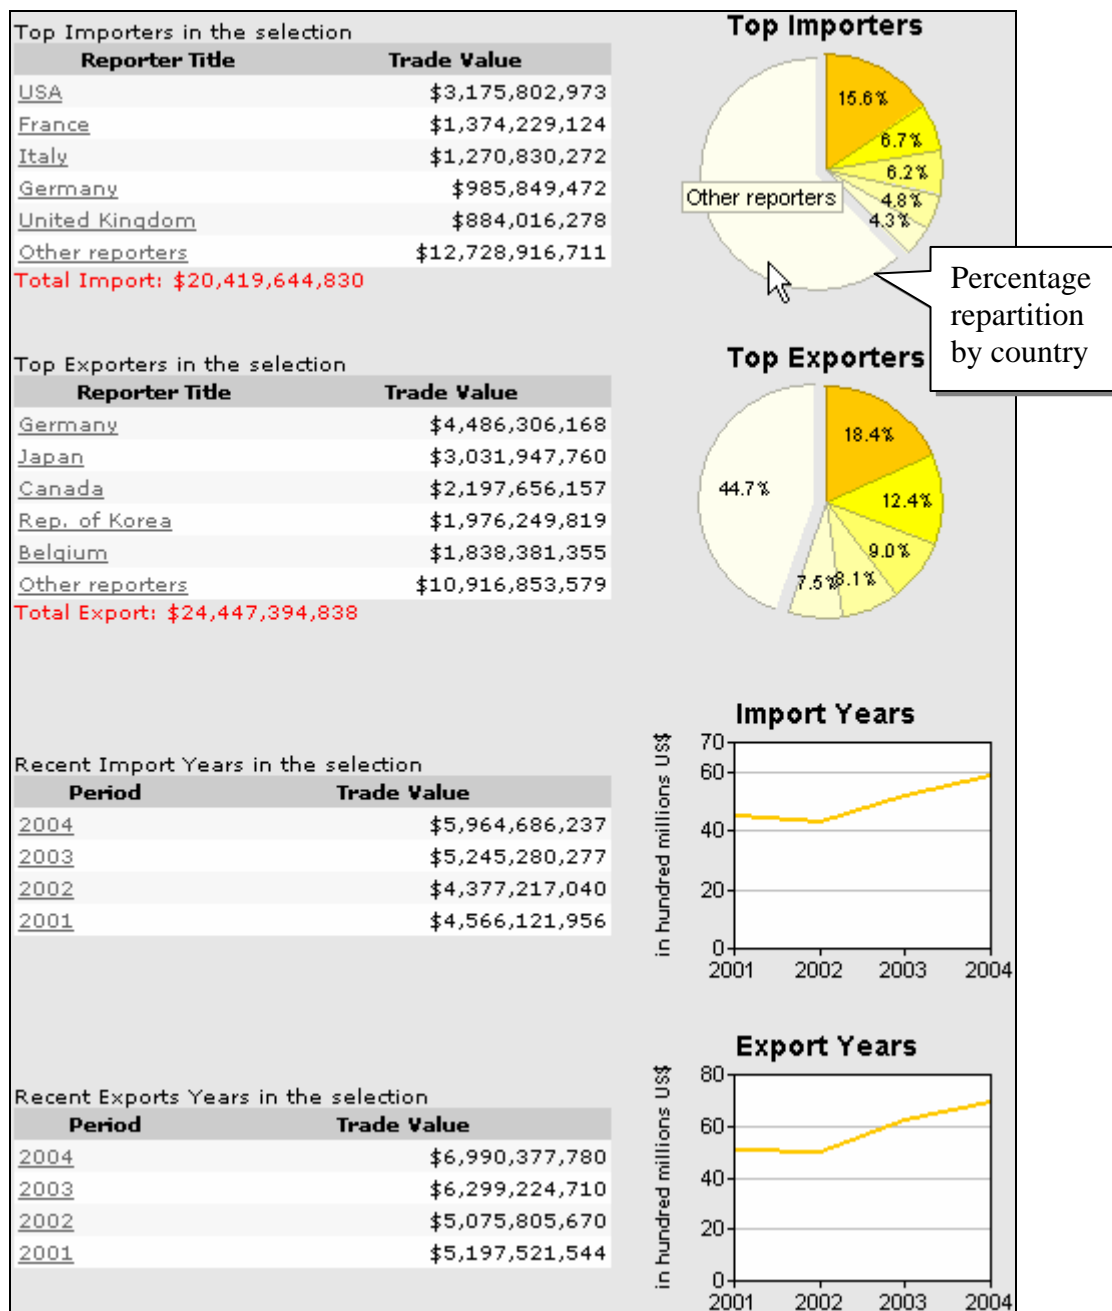 Top Importers in the selection
Reporter Title Trade Value
USA $3,175,802,973
France $1,374,229,124
Italy $1,270,830,272
Germany $985,849,472
United Kingdom $884,016,278
Other reporters $12,728,916,711
Total Import: $20,419,644,830
Top Importers
15.6%
6.7%
6.2%
4.8%
4.3%
Other reporters
Percentage
repartition
by country
Top Exporters in the selection
Reporter Title Trade Value
Germany $4,486,306,168
Japan $3,031,947,760
Canada $2,197,656,157
Rep. of Korea $1,976,249,819
Belgium $1,838,381,355
Other reporters $10,916,853,579
Total Export: $24,447,394,838
Top Exporters
18.4%
12.4%
9.0%
8.1%
7.5%
44.7%
Recent Import Years in the selection
Period Trade Value
2004 $5,964,686,237
2003 $5,245,280,277
2002 $4,377,217,040
2001 $4,566,121,956
Import Years
in hundred millions US$
70
60
40
20
0
2001 2002 2003 2004
Recent Exports Years in the selection
Period Trade Value
2004 $6,990,377,780
2003 $6,299,224,710
2002 $5,075,805,670
2001 $5,197,521,544
Export Years
in hundred millions US$
80
60
40
20
0
2001 2002 2003 2004